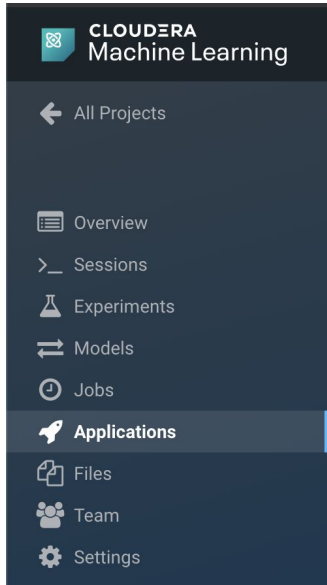 CLOUDERA
Machine Learning
All Projects
Overview
Sessions
Experiments
Models
Jobs
Applications
Files
Team
Settings